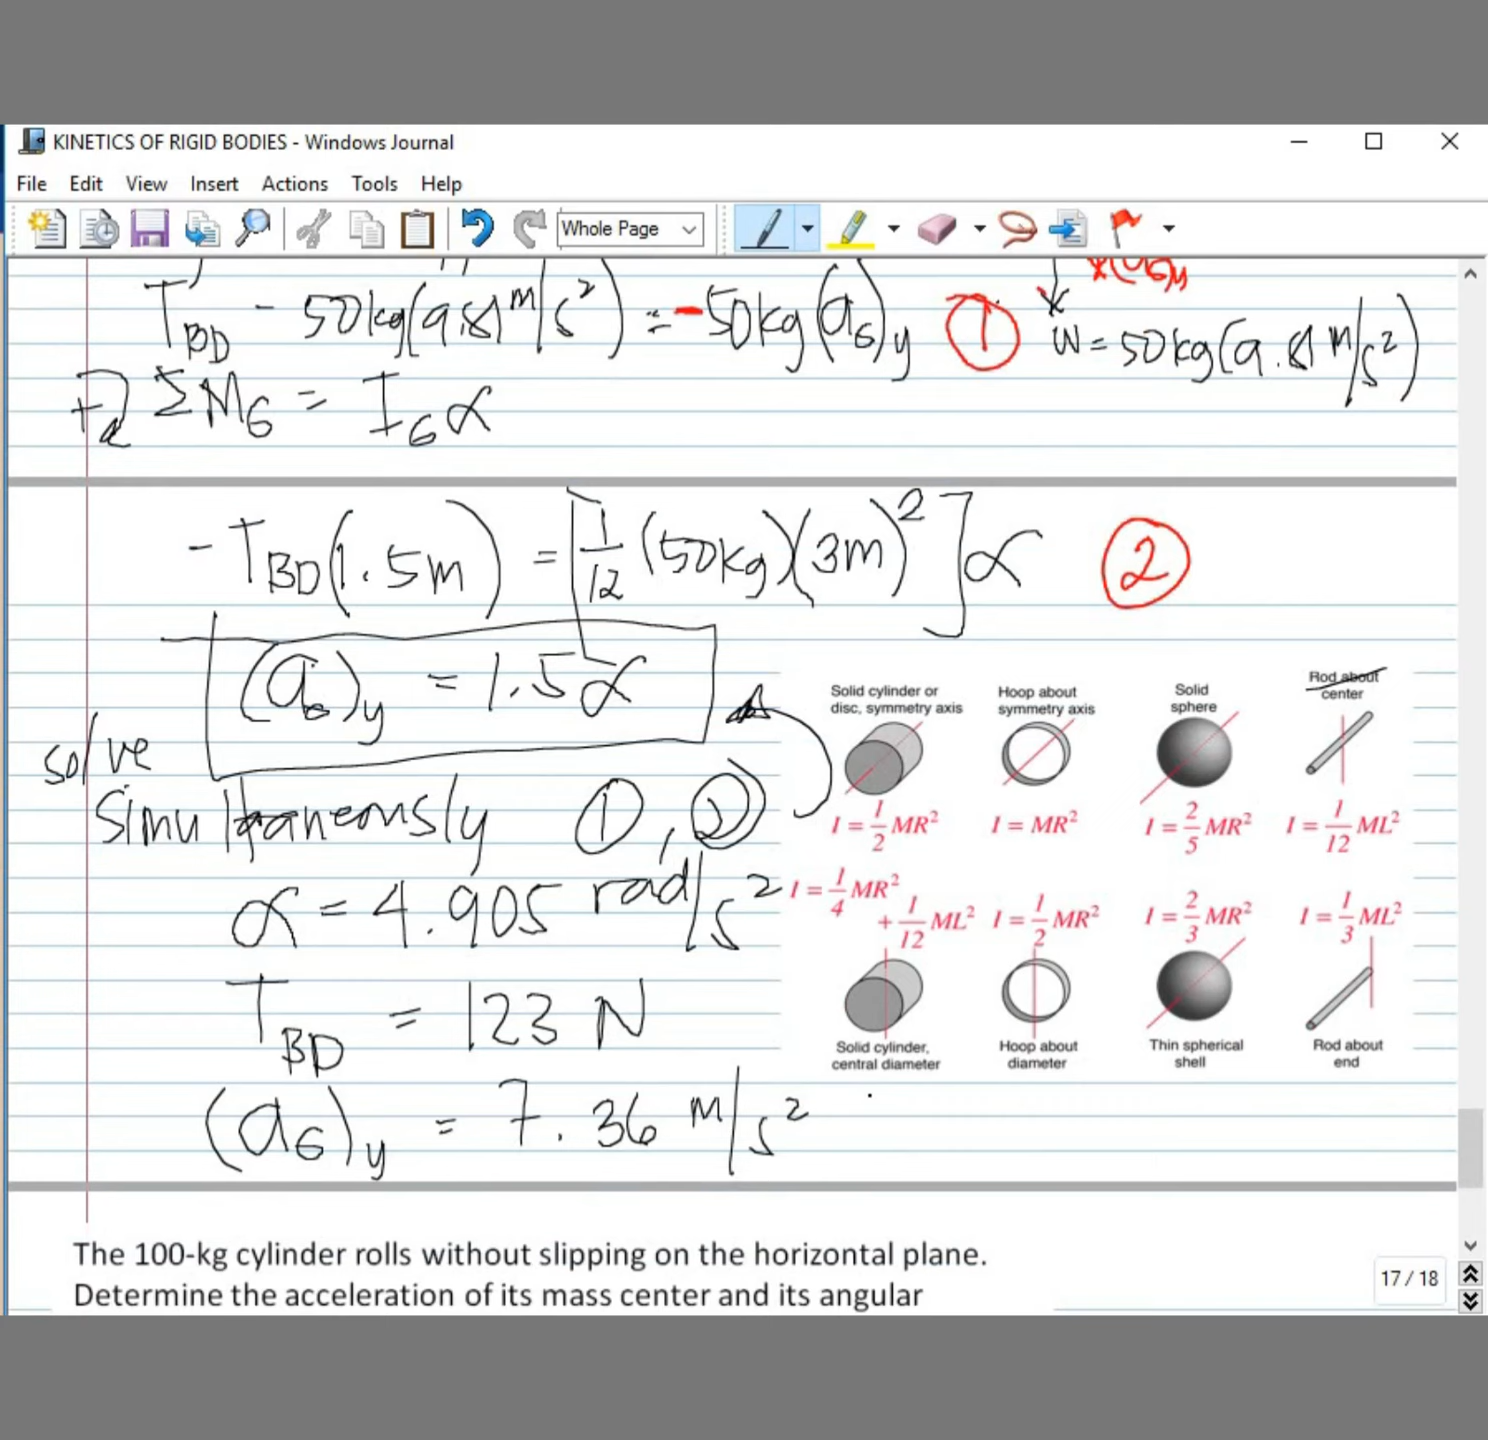 KINETICS OF RIGID BODIES - Windows Journal
File Edit View Insert Actions Tools Help
Whole Page
T_BD - 50kg(9.81 m/s²) = -50kg(a_G)y ①
W = 50kg(9.81 m/s²)
+ ΣM_G = I_G α
-T_BD(1.5m) = [1/12 (50kg)(3m)²]α ②
(a_G)y = 1.5α
solve
simultaneously ①, ②
α = 4.905 rad/s²
T_BD = 123 N
(a_G)y = 7.36 m/s²
Solid cylinder or
disc, symmetry axis
I = 1/2 MR²
Hoop about
symmetry axis
I = MR²
Solid
sphere
I = 2/5 MR²
Rod about
center
I = 1/12 ML²
I = 1/4 MR²
+ 1/12 ML²
Solid cylinder,
central diameter
I = 1/2 MR²
Hoop about
diameter
I = 2/3 MR²
Thin spherical
shell
I = 1/3 ML²
Rod about
end
The 100-kg cylinder rolls without slipping on the horizontal plane.
Determine the acceleration of its mass center and its angular
17 / 18